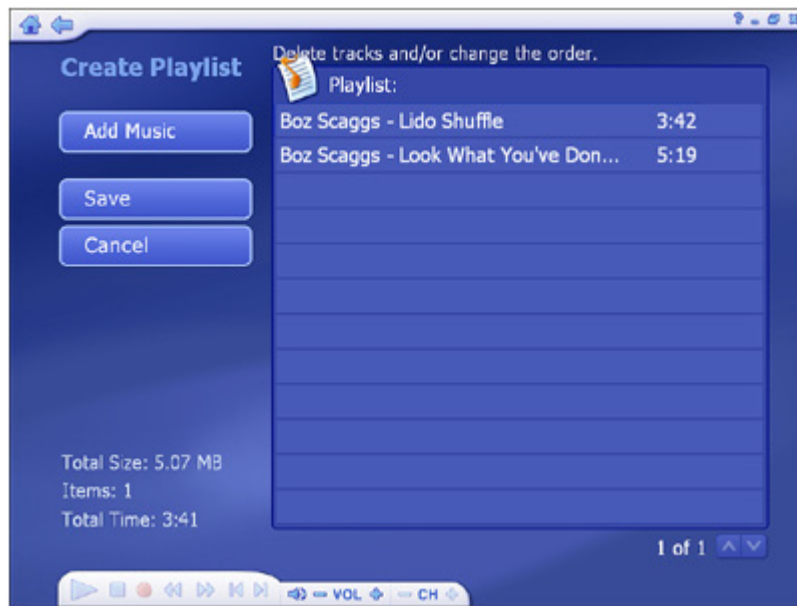 Create Playlist
Delete tracks and/or change the order.
Playlist:
Add Music
Boz Scaggs - Lido Shuffle 3:42
Boz Scaggs - Look What You've Don... 5:19
Save
Cancel
Total Size: 5.07 MB
Items: 1
Total Time: 3:41
1 of 1
VOL CH